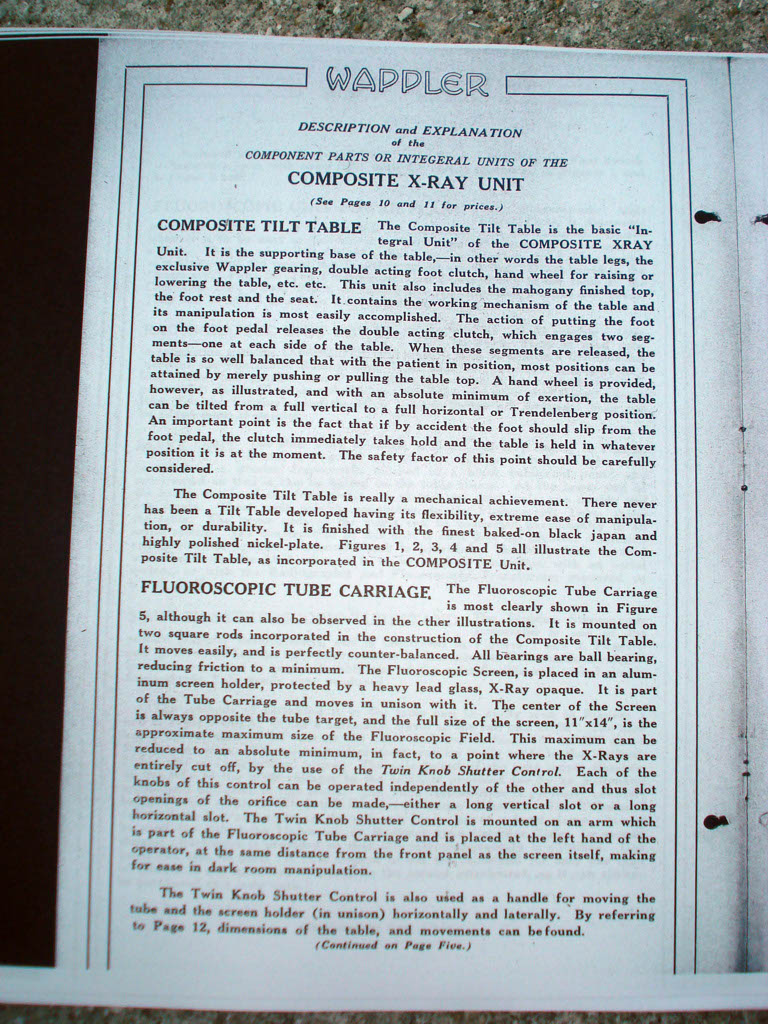 WAPPLER
DESCRIPTION and EXPLANATION
of the
COMPONENT PARTS OR INTEGERAL UNITS OF THE
COMPOSITE X-RAY UNIT
(See Pages 10 and 11 for prices.)
COMPOSITE TILT TABLE The Composite Tilt Table is the basic "In-
tegral Unit" of the COMPOSITE XRAY
Unit. It is the supporting base of the table,—in other words the table legs, the
exclusive Wappler gearing, double acting foot clutch, hand wheel for raising or
lowering the table, etc. etc. This unit also includes the mahogany finished top,
the foot rest and the seat. It contains the working mechanism of the table and
its manipulation is most easily accomplished. The action of putting the foot
on the foot pedal releases the double acting clutch, which engages two seg-
ments—one at each side of the table. When these segments are released, the
table is so well balanced that with the patient in position, most positions can be
attained by merely pushing or pulling the table top. A hand wheel is provided,
however, as illustrated, and with an absolute minimum of exertion, the table
can be tilted from a full vertical to a full horizontal or Trendelenberg position.
An important point is the fact that if by accident the foot should slip from the
foot pedal, the clutch immediately takes hold and the table is held in whatever
position it is at the moment. The safety factor of this point should be carefully
considered.
The Composite Tilt Table is really a mechanical achievement. There never
has been a Tilt Table developed having its flexibility, extreme ease of manipula-
tion, or durability. It is finished with the finest baked-on black japan and
highly polished nickel-plate. Figures 1, 2, 3, 4 and 5 all illustrate the Com-
posite Tilt Table, as incorporated in the COMPOSITE Unit.
FLUOROSCOPIC TUBE CARRIAGE. The Fluoroscopic Tube Carriage
is most clearly shown in Figure
5, although it can also be observed in the other illustrations. It is mounted on
two square rods incorporated in the construction of the Composite Tilt Table.
It moves easily, and is perfectly counter-balanced. All bearings are ball bearing,
reducing friction to a minimum. The Fluoroscopic Screen, is placed in an alum-
inum screen holder, protected by a heavy lead glass, X-Ray opaque. It is part
of the Tube Carriage and moves in unison with it. The center of the Screen
is always opposite the tube target, and the full size of the screen, 11"x14", is the
approximate maximum size of the Fluoroscopic Field. This maximum can be
reduced to an absolute minimum, in fact, to a point where the X-Rays are
entirely cut off, by the use of the Twin Knob Shutter Control. Each of the
knobs of this control can be operated independently of the other and thus slot
openings of the orifice can be made,—either a long vertical slot or a long
horizontal slot. The Twin Knob Shutter Control is mounted on an arm which
is part of the Fluoroscopic Tube Carriage and is placed at the left hand of the
operator, at the same distance from the front panel as the screen itself, making
for ease in dark room manipulation.
The Twin Knob Shutter Control is also used as a handle for moving the
tube and the screen holder (in unison) horizontally and laterally. By referring
to Page 12, dimensions of the table, and movements can be found.
(Continued on Page Five.)